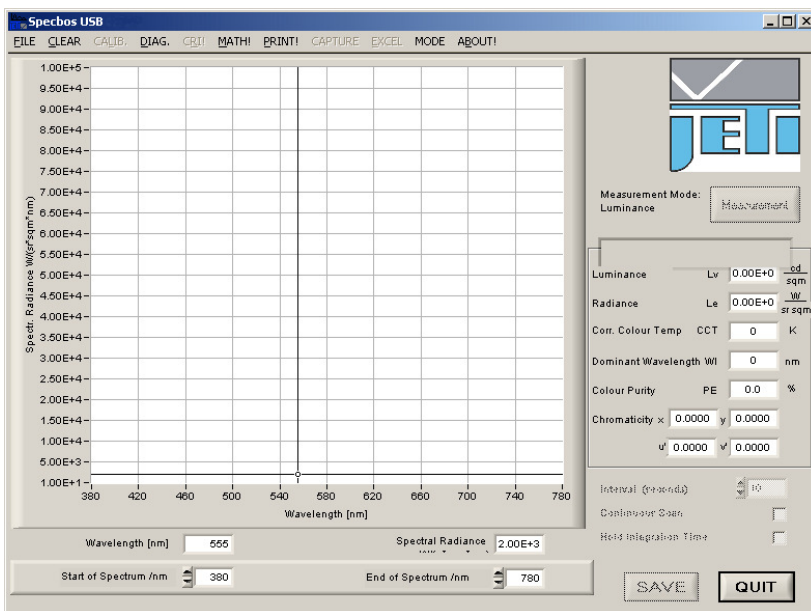 Specbos USB
FILE CLEAR CALIB. DIAG. CRI! MATH! PRINT! CAPTURE EXCEL MODE ABOUT!
JETI
Spectr. Radiance W/(sr*sqm*nm)
1.00E+5
9.50E+4
9.00E+4
8.50E+4
8.00E+4
7.50E+4
7.00E+4
6.50E+4
6.00E+4
5.50E+4
5.00E+4
4.50E+4
4.00E+4
3.50E+4
3.00E+4
2.50E+4
2.00E+4
1.50E+4
1.00E+4
5.00E+3
1.00E+1
380 420 460 500 540 580 620 660 700 740 780
Wavelength [nm]
Measurement Mode:
Luminance
Measurement
Luminance Lv 0.00E+0 cd
sqm
Radiance Le 0.00E+0 W
sr sqm
Corr. Colour Temp CCT 0 K
Dominant Wavelength Wl 0 nm
Colour Purity PE 0.0 %
Chromaticity x 0.0000 y 0.0000
u' 0.0000 v' 0.0000
Interval (seconds) 10
Continuous Scan
Hold Integration Time
Wavelength [nm] 555
Spectral Radiance 2.00E+3
Start of Spectrum /nm 380
End of Spectrum /nm 780
SAVE QUIT